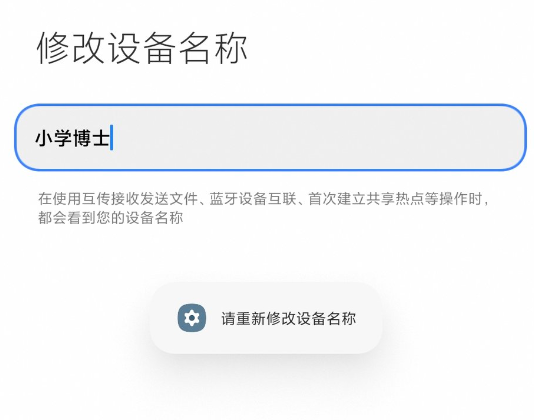 修改设备名称
小学博士
在使用互传接收发送文件、蓝牙设备互联、首次建立共享热点等操作时，
都会看到您的设备名称
请重新修改设备名称